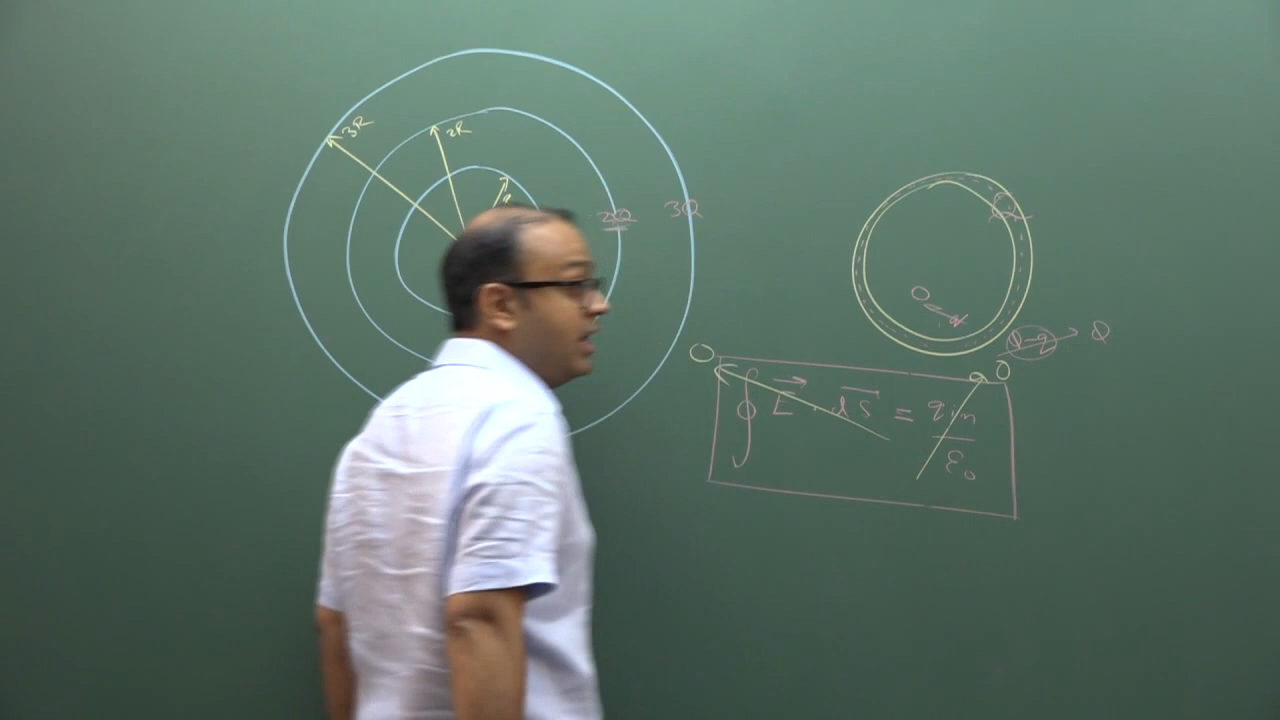 3R
2R
2Q
3Q
Q-q
Q
0
0
∮ E⃗ . dS⃗ = qin / ε₀